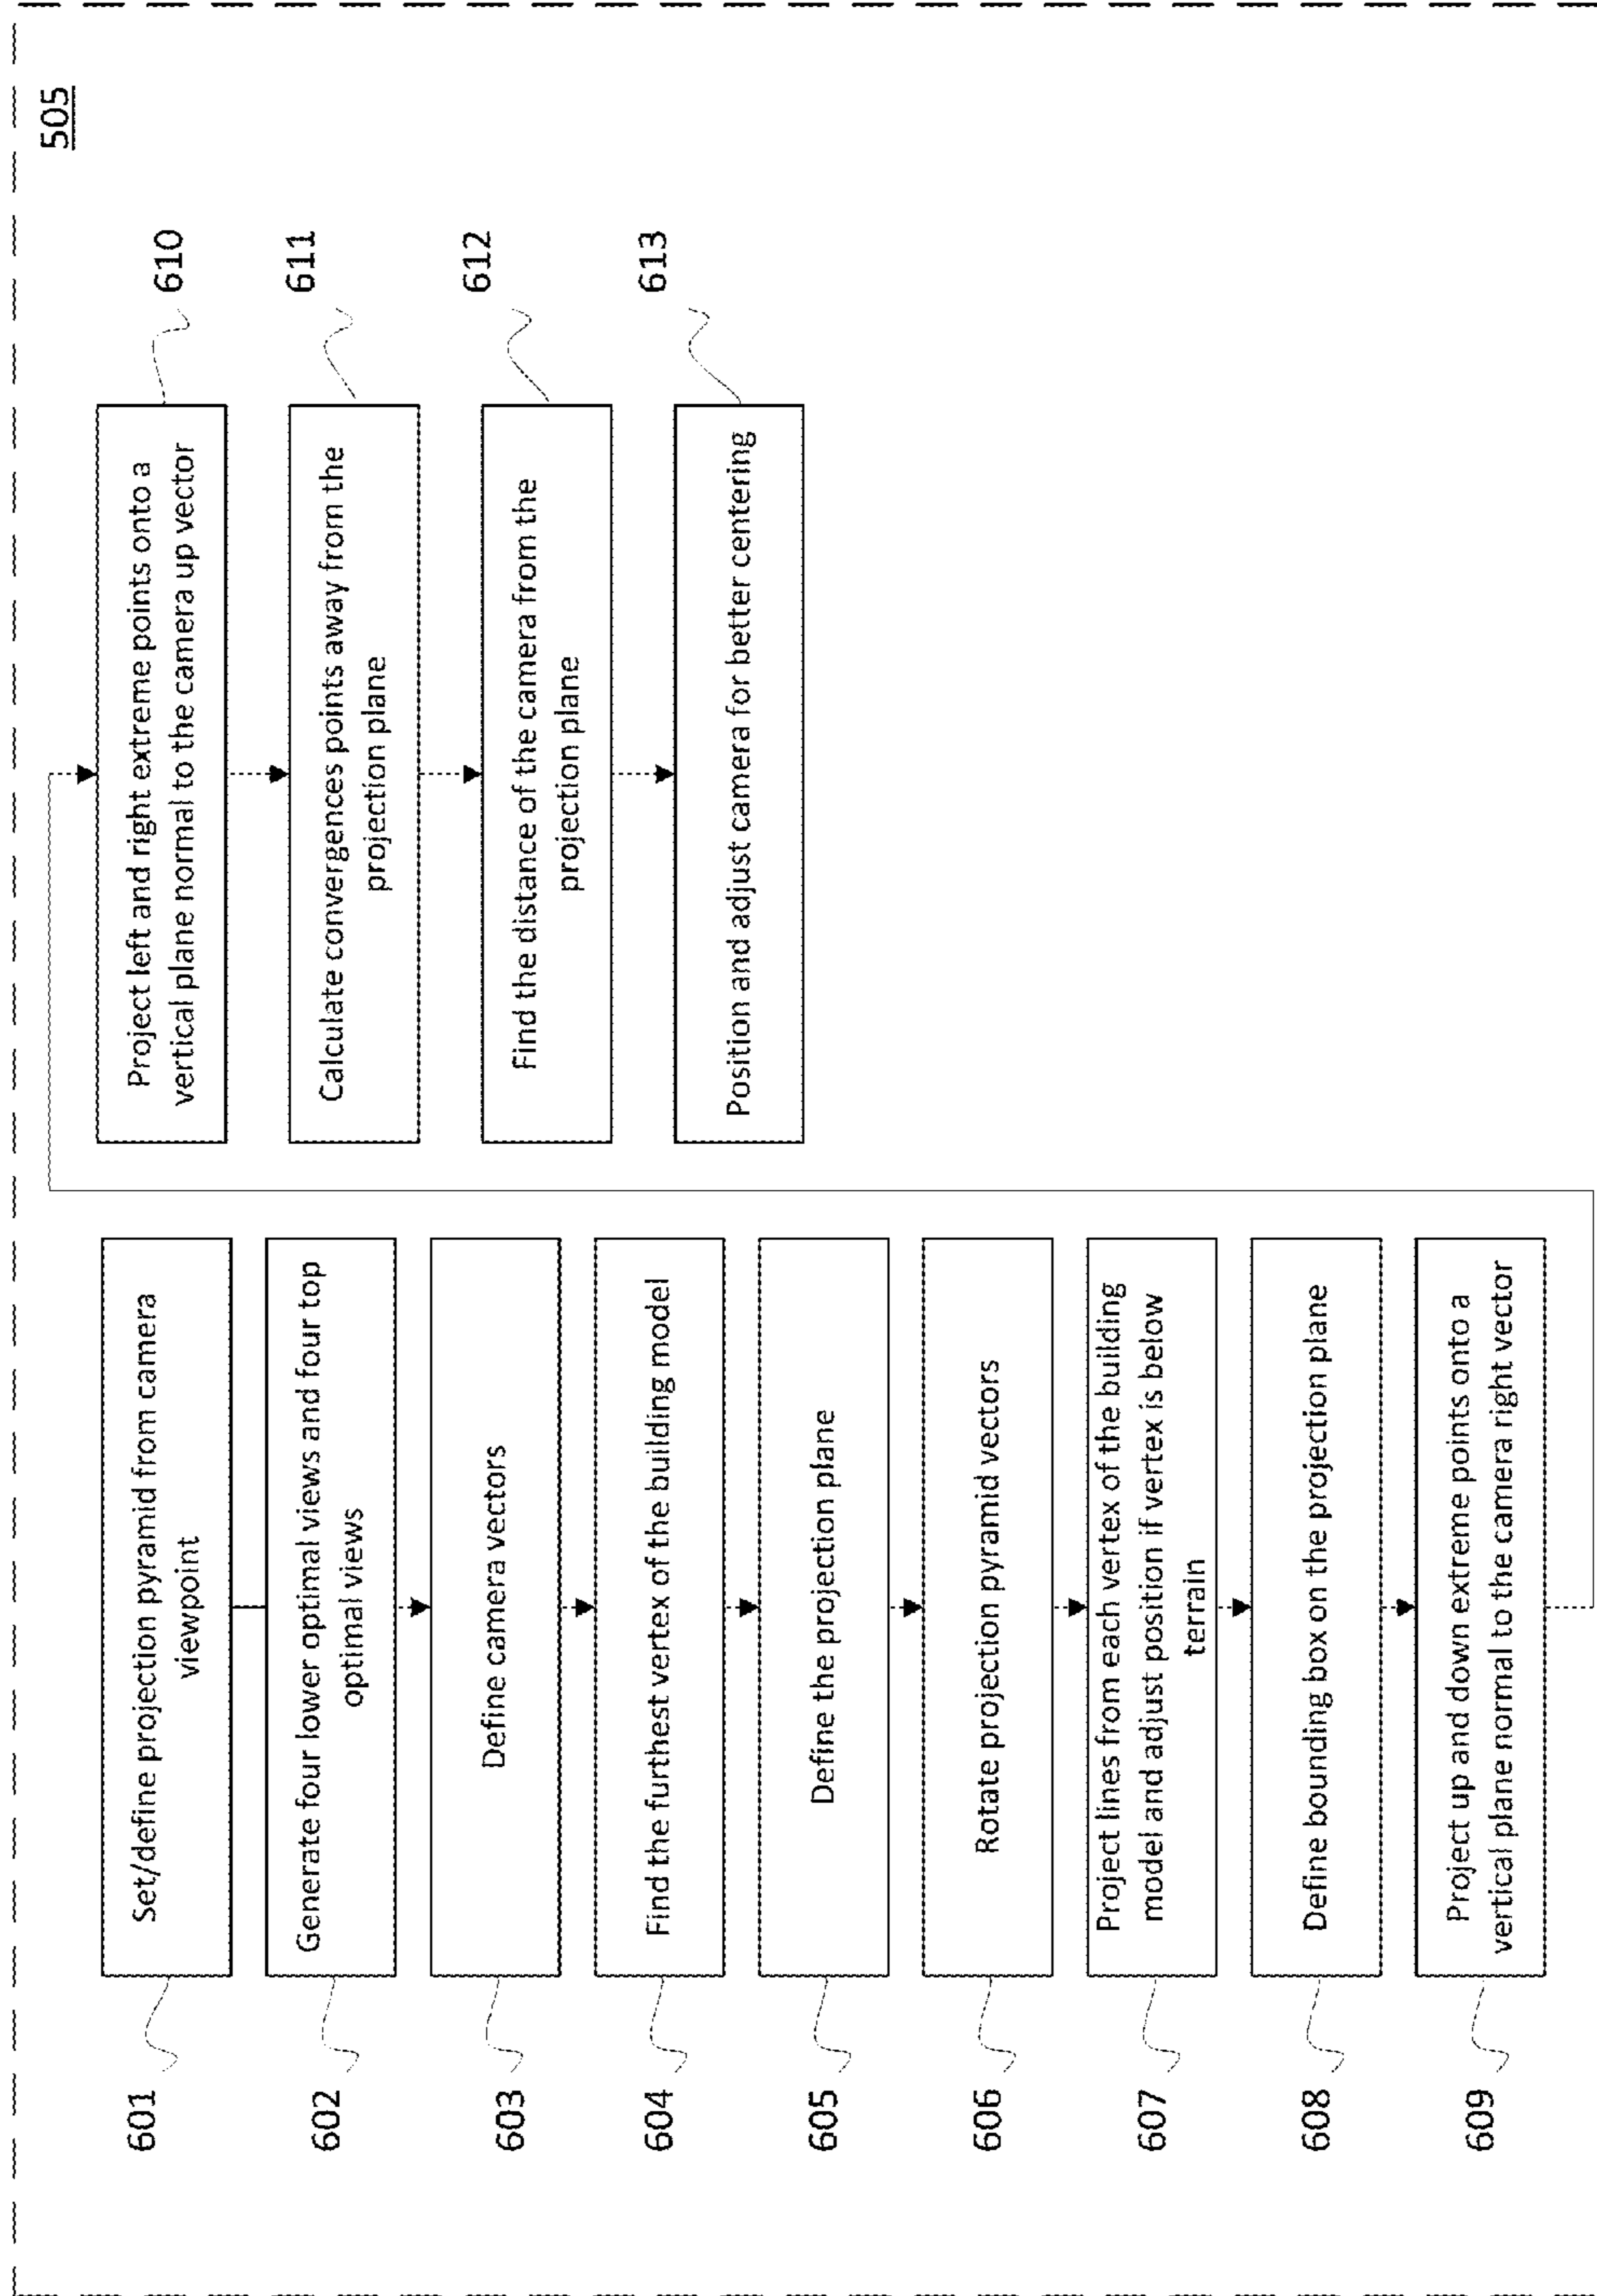 505
601
Set/define projection pyramid from camera
viewpoint
602
Generate four lower optimal views and four top
optimal views
603
Define camera vectors
604
Find the furthest vertex of the building model
605
Define the projection plane
606
Rotate projection pyramid vectors
607
Project lines from each vertex of the building
model and adjust position if vertex is below
terrain
608
Define bounding box on the projection plane
609
Project up and down extreme points onto a
vertical plane normal to the camera right vector
610
Project left and right extreme points onto a
vertical plane normal to the camera up vector
611
Calculate convergences points away from the
projection plane
612
Find the distance of the camera from the
projection plane
613
Position and adjust camera for better centering